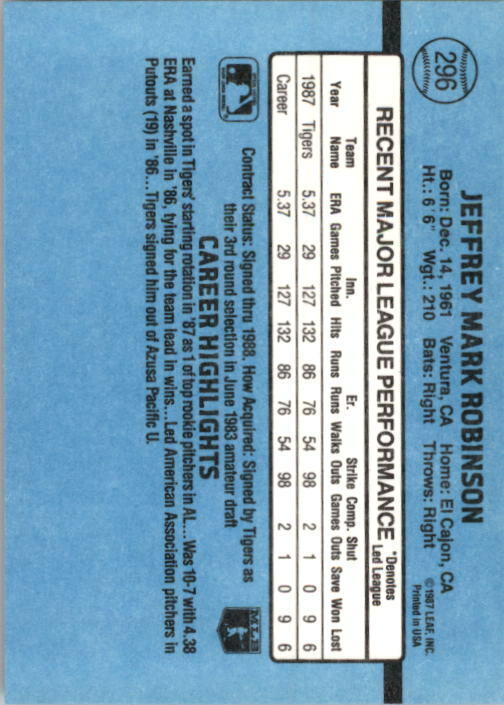 296
JEFFREY MARK ROBINSON
Born: Dec. 14, 1961 Ventura, CA Home: El Cajon, CA
Ht.: 6' 6" Wgt.: 210 Bats: Right Throws: Right
©1987 LEAF, INC.
Printed in USA
RECENT MAJOR LEAGUE PERFORMANCE
*Denotes
Led League
Team Inn. Er. Strike Comp. Shut
Year Name ERA Games Pitched Hits Runs Runs Walks Outs Games Outs Save Won Lost
1987 Tigers 5.37 29 127 132 86 76 54 98 2 1 0 9 6
Career 5.37 29 127 132 86 76 54 98 2 1 0 9 6
Contract Status: Signed thru 1988. How Acquired: Signed by Tigers as
their 3rd round selection in June 1983 amateur draft
MLB
CAREER HIGHLIGHTS
Earned a spot in Tigers' starting rotation in '87 as 1 of top rookie pitchers in AL...Was 10-7 with 4.38
ERA at Nashville in '86, tying for the team lead in wins...Led American Association pitchers in
Putouts (19) in '86...Tigers signed him out of Azusa Pacific U.